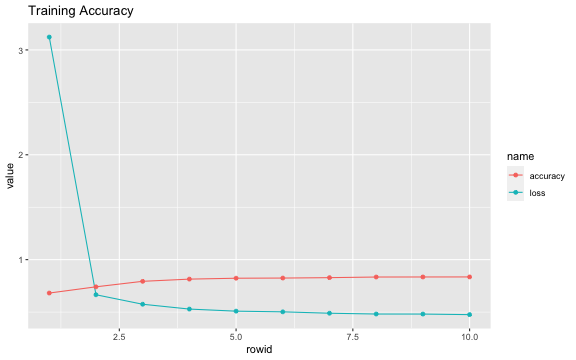 Training Accuracy
3
2
1
value
2.5
5.0
7.5
10.0
rowid
name
accuracy
loss